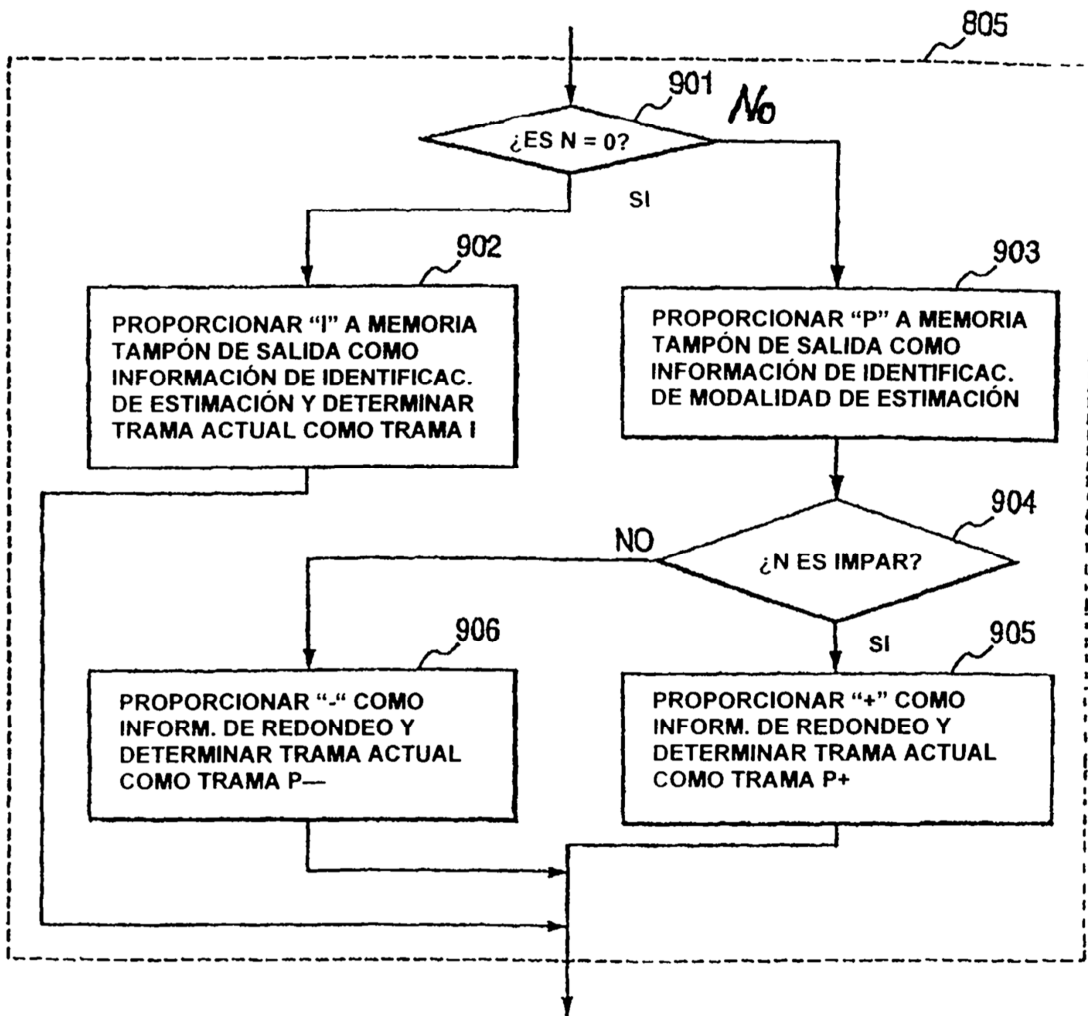 805
901
No
¿ES N = 0?
SI
902
903
PROPORCIONAR “I” A MEMORIA
TAMPÓN DE SALIDA COMO
INFORMACIÓN DE IDENTIFICAC.
DE ESTIMACIÓN Y DETERMINAR
TRAMA ACTUAL COMO TRAMA I
PROPORCIONAR “P” A MEMORIA
TAMPÓN DE SALIDA COMO
INFORMACIÓN DE IDENTIFICAC.
DE MODALIDAD DE ESTIMACIÓN
904
NO
¿N ES IMPAR?
SI
906
905
PROPORCIONAR “-“ COMO
INFORM. DE REDONDEO Y
DETERMINAR TRAMA ACTUAL
COMO TRAMA P—
PROPORCIONAR “+” COMO
INFORM. DE REDONDEO Y
DETERMINAR TRAMA ACTUAL
COMO TRAMA P+